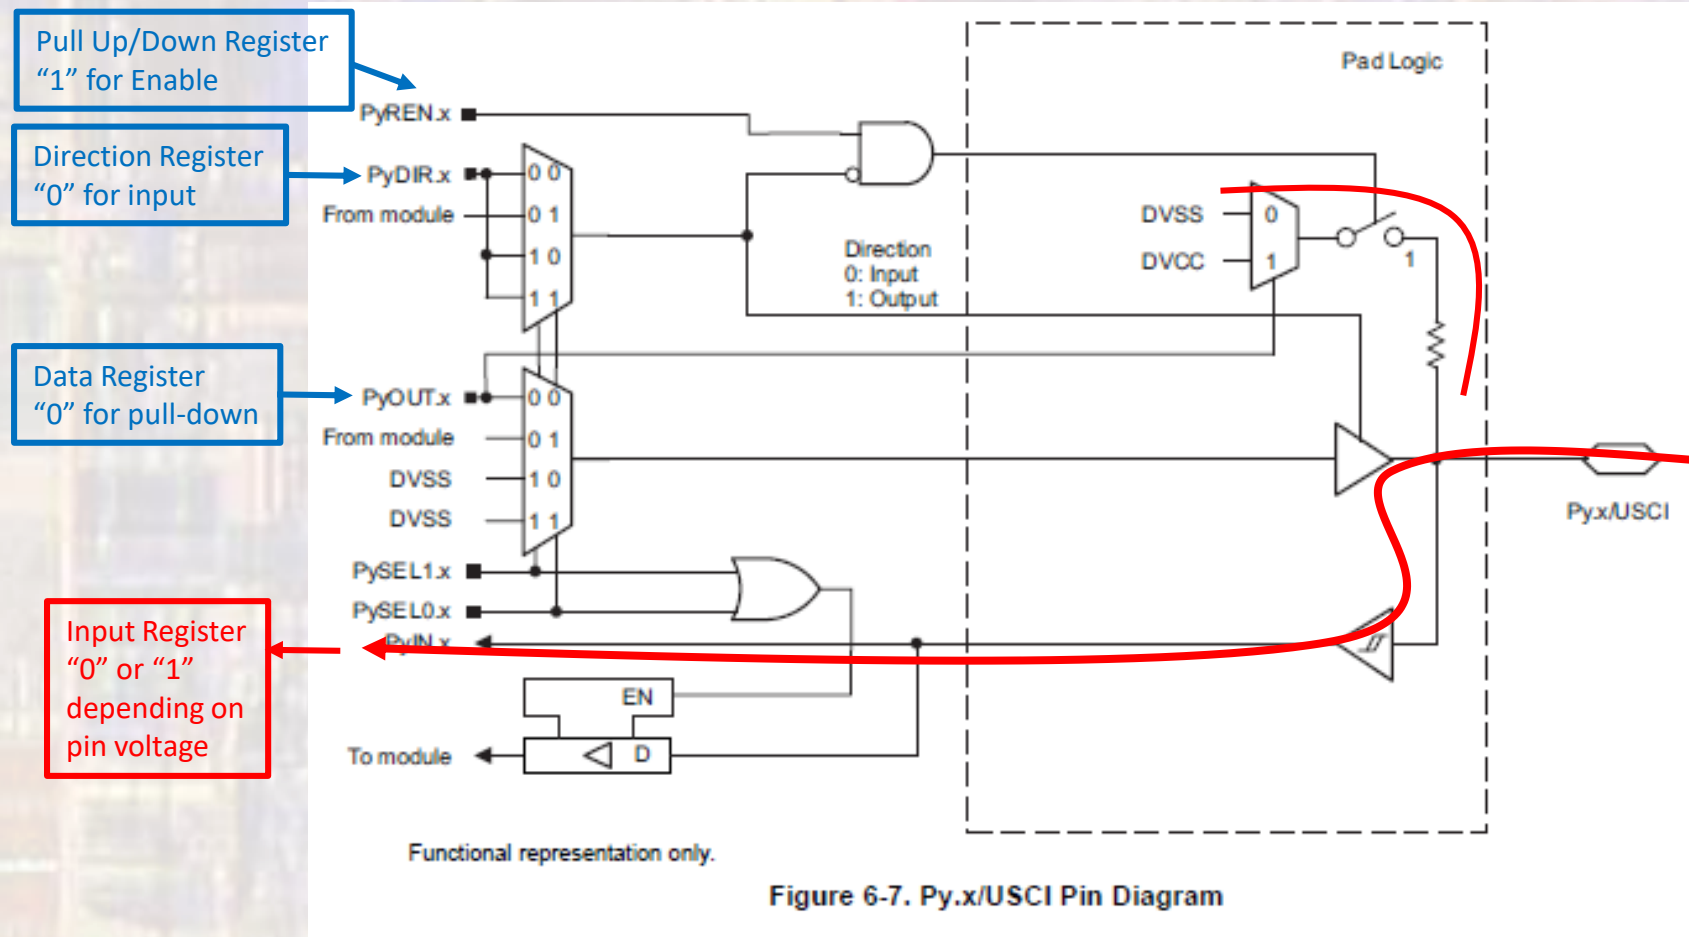 Pull Up/Down Register
“1” for Enable
Pad Logic
PyREN.x
Direction Register
“0” for input
PyDIR.x
0 0
From module
0 1
1 0
1 1
Direction
0: Input
1: Output
DVSS
0
DVCC
1
1
Data Register
“0” for pull-down
PyOUT.x
0 0
From module
0 1
DVSS
1 0
DVSS
1 1
Py.x/USCI
PySEL1.x
PySEL0.x
PyIN.x
Input Register
“0” or “1”
depending on
pin voltage
EN
To module
D
Functional representation only.
Figure 6-7. Py.x/USCI Pin Diagram